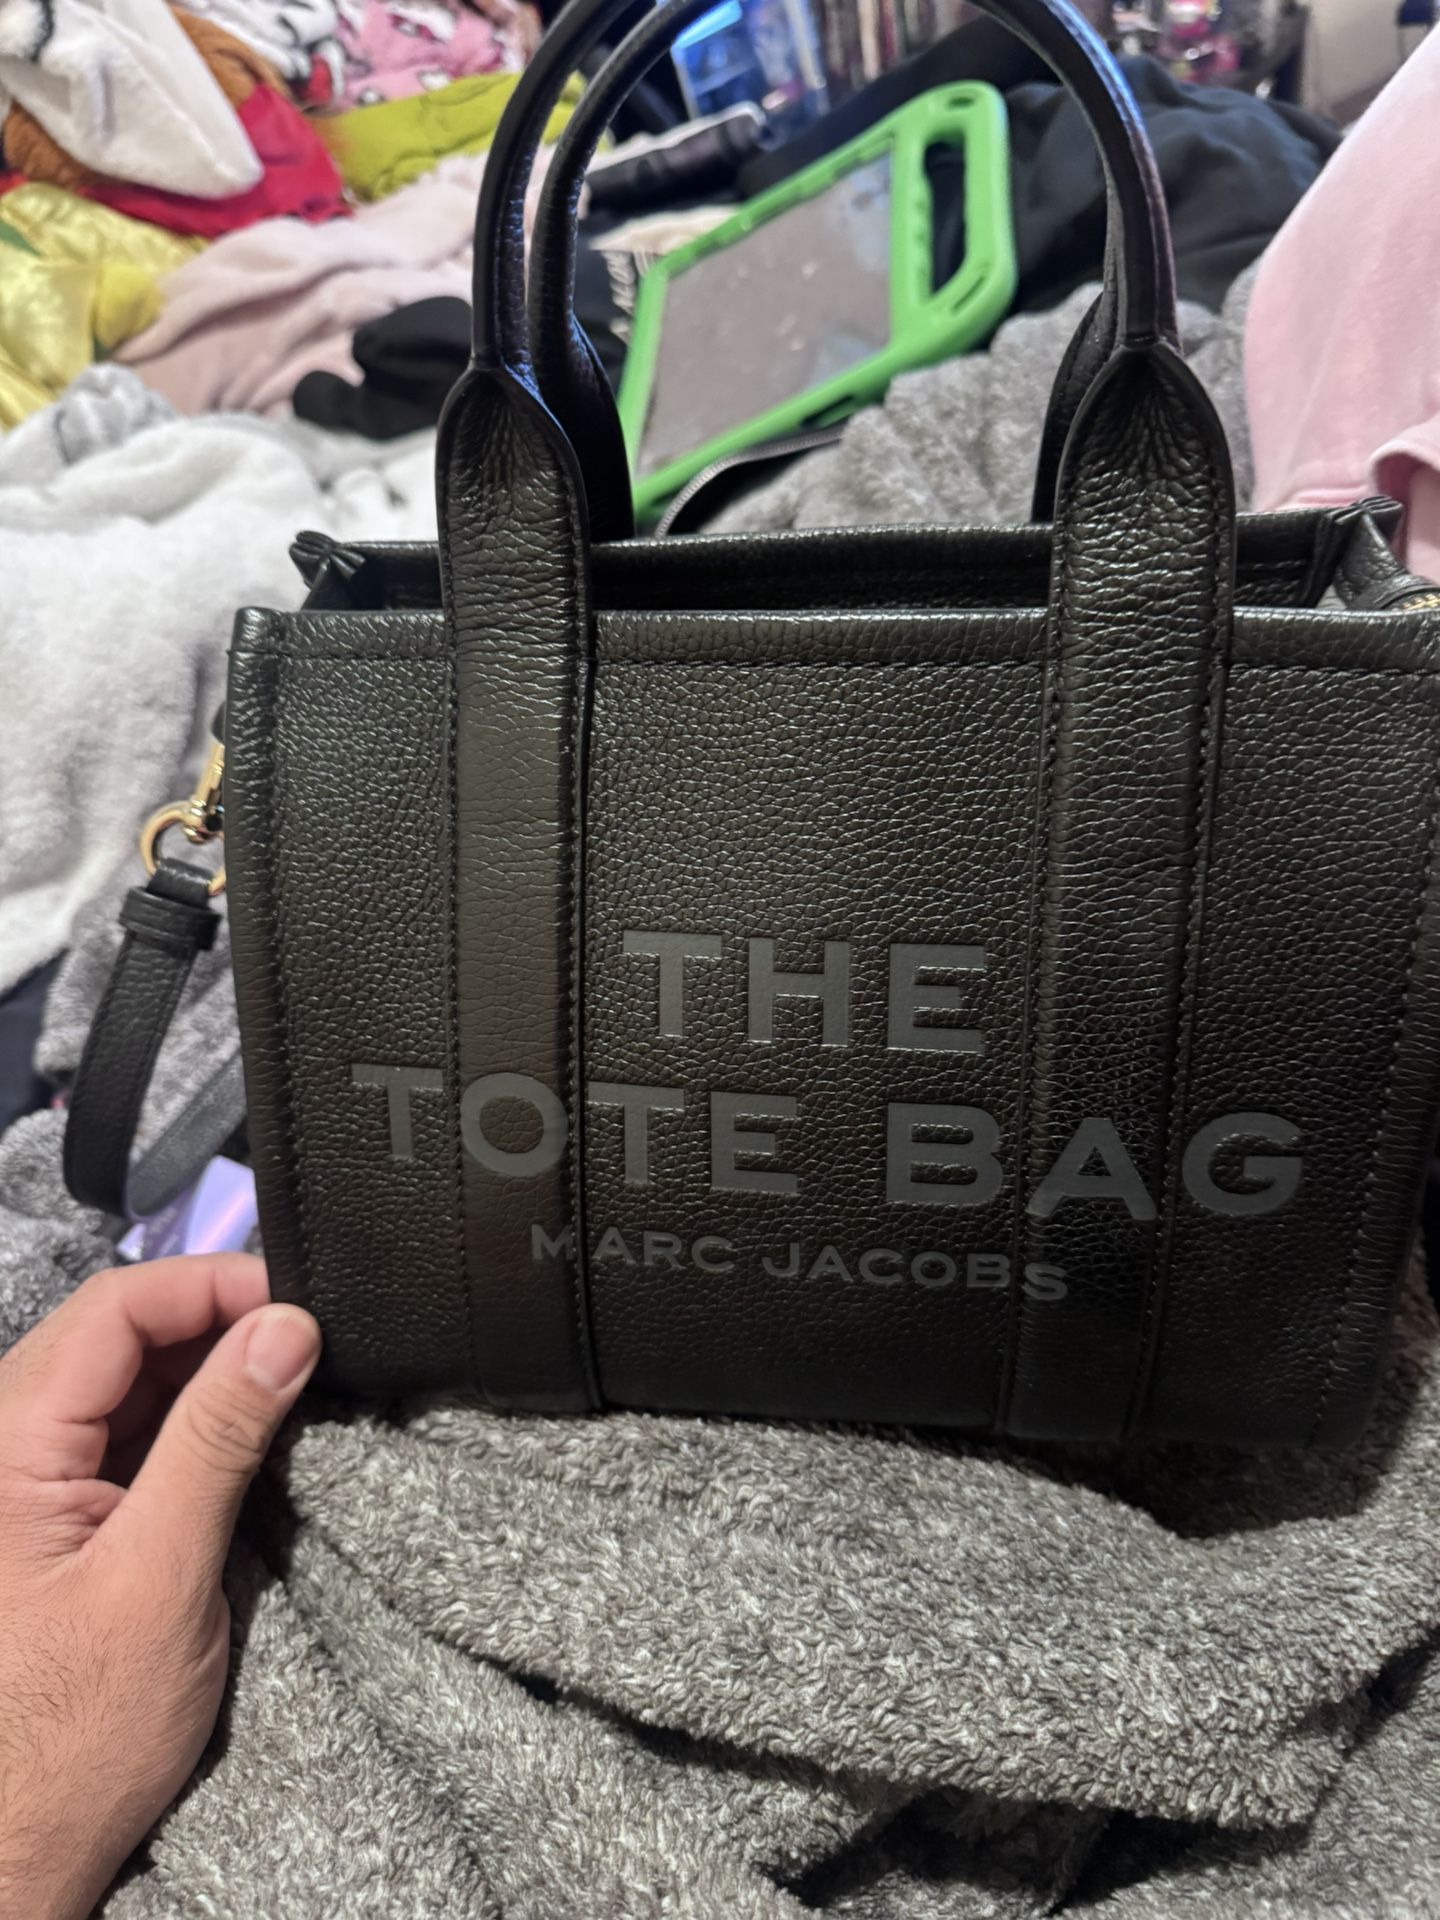 THE
TOTE BAG
MARC JACOBS